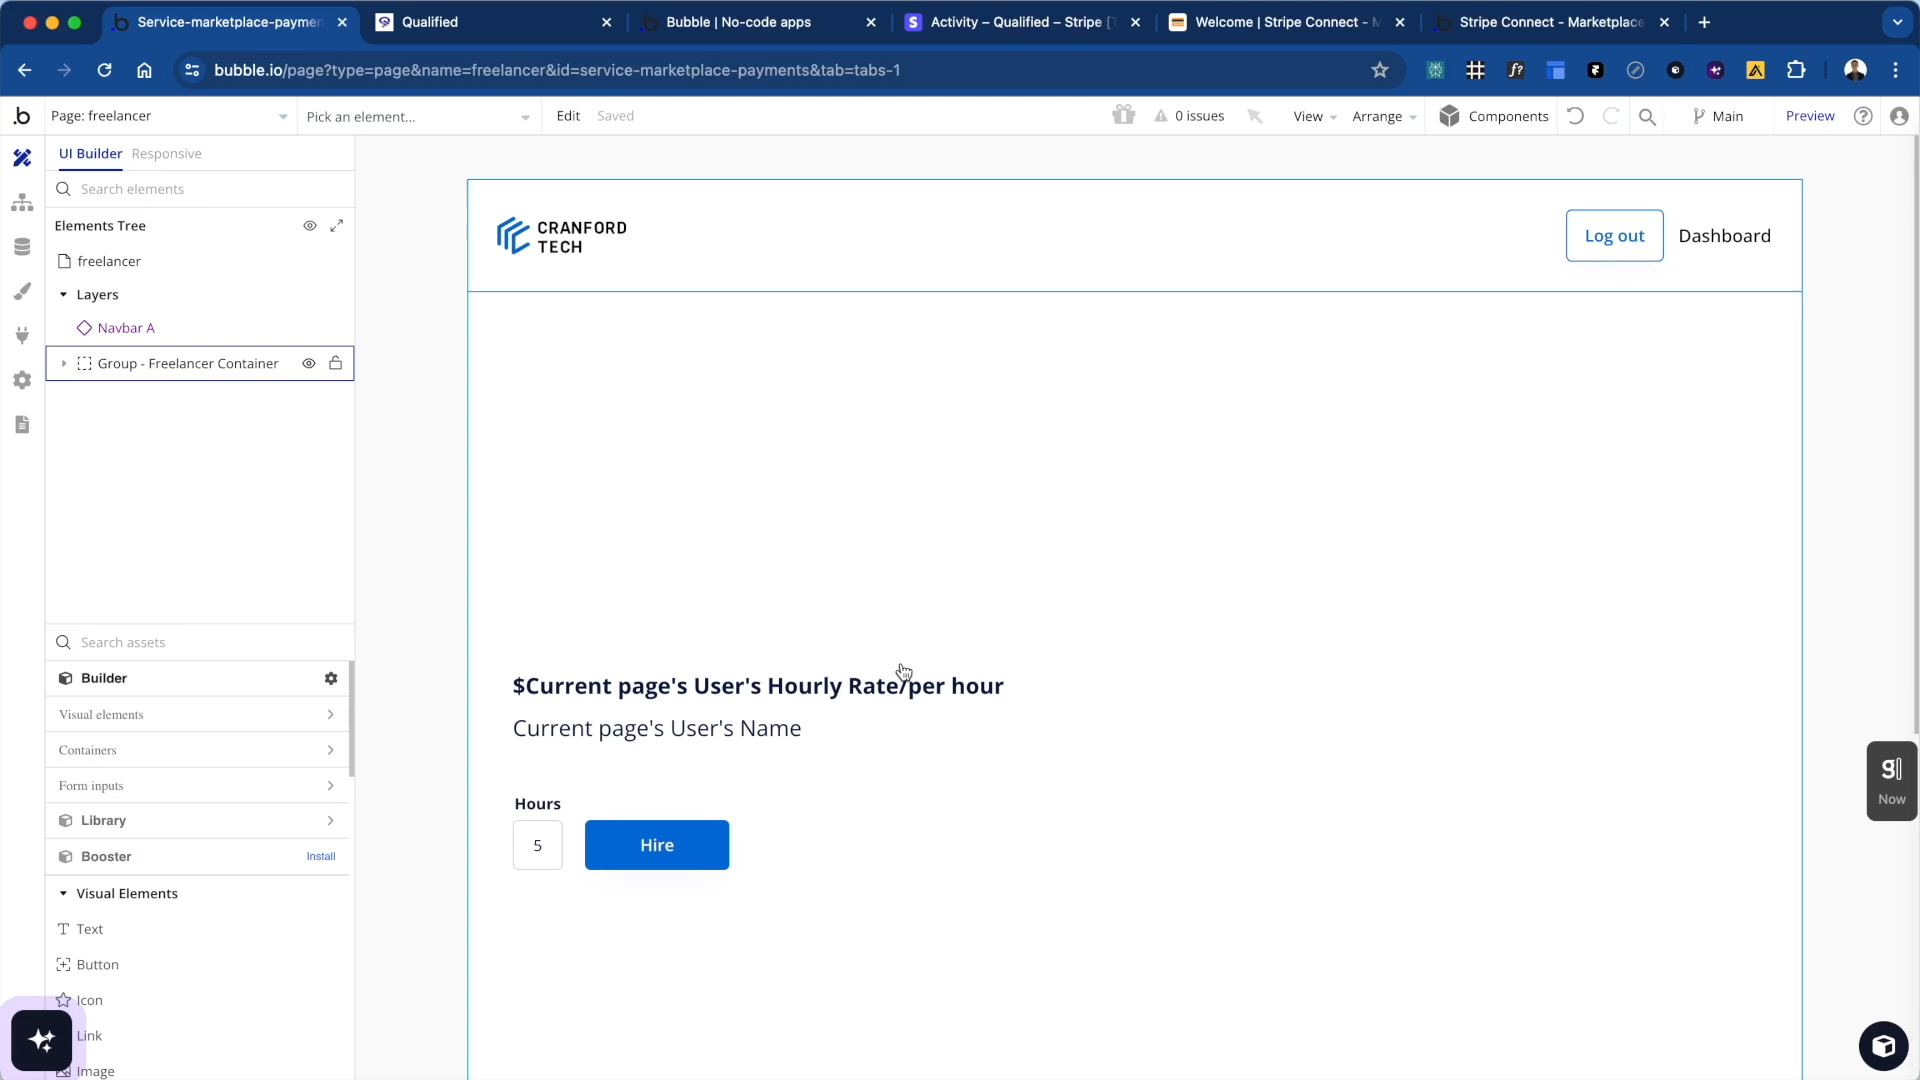 Service-marketplace-paymen
Qualified
Bubble | No-code apps
Activity – Qualified – Stripe [T
Welcome | Stripe Connect - M
Stripe Connect - Marketplace
bubble.io/page?type=page&name=freelancer&id=service-marketplace-payments&tab=tabs-1
Page: freelancer
Pick an element...
Edit
Saved
0 issues
View
Arrange
Components
Main
Preview
UI Builder
Responsive
Search elements
Elements Tree
freelancer
Layers
Navbar A
Group - Freelancer Container
Search assets
Builder
Visual elements
Containers
Form inputs
Library
Booster
Install
Visual Elements
Text
Button
Icon
Link
Image
CRANFORD
TECH
Log out
Dashboard
$Current page's User's Hourly Rate/per hour
Current page's User's Name
Hours
5
Hire
g
Now